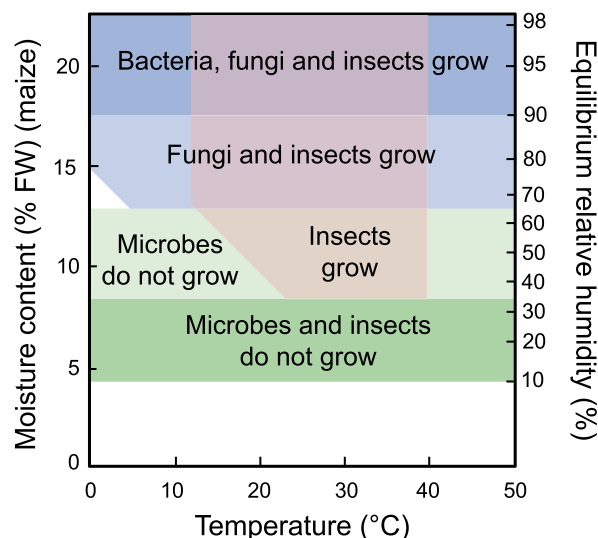 Moisture content (% FW) (maize)
20
15
10
5
0
Bacteria, fungi and insects grow
Fungi and insects grow
Microbes
do not grow
Insects
grow
Microbes and insects
do not grow
98
95
90
80
70
60
50
40
30
20
10
Equilibrium relative humidity (%)
0
10
20
30
40
50
Temperature (°C)